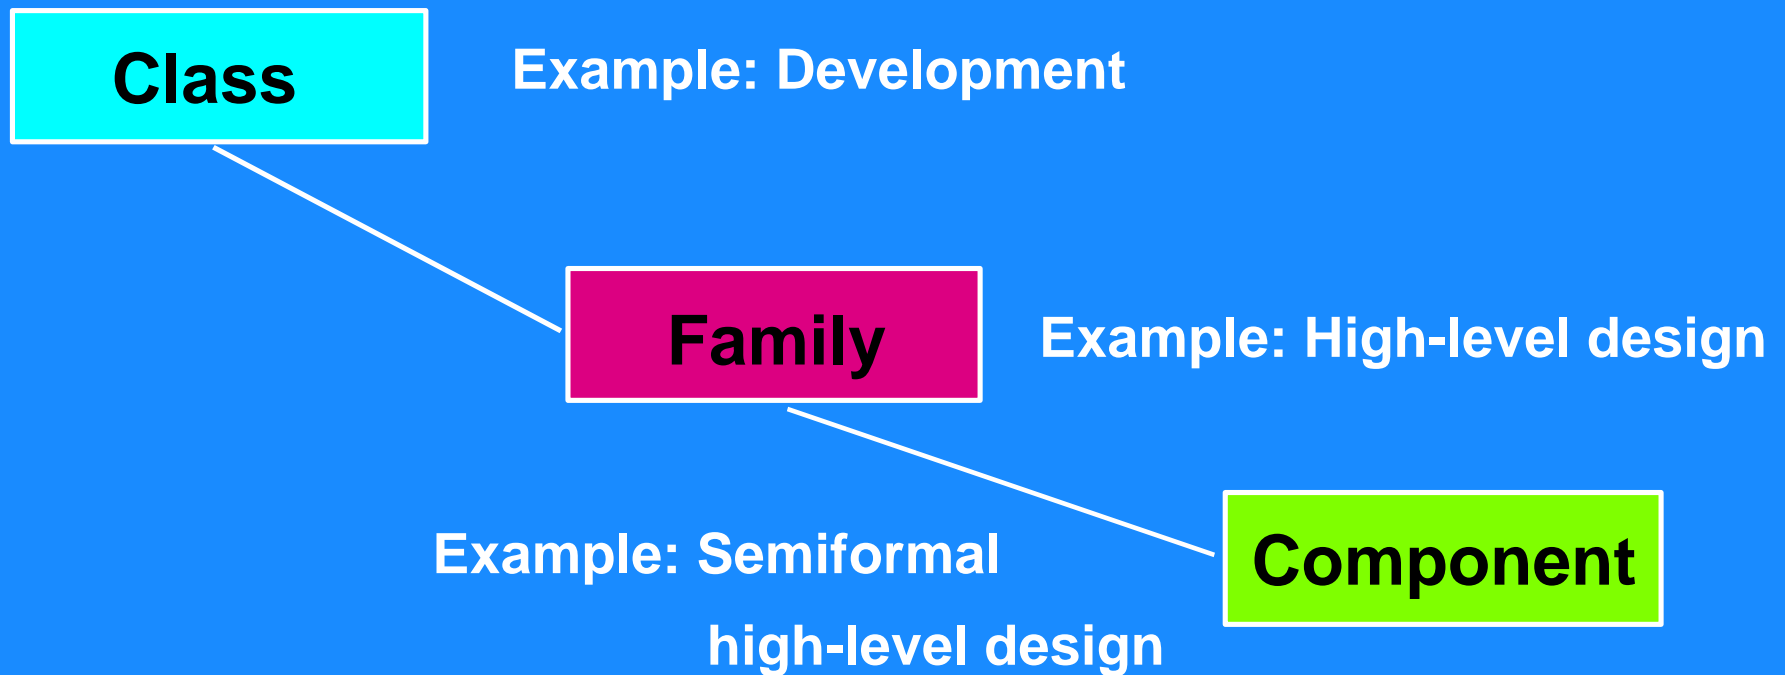 Class
Example: Development
Family
Example: High-level design
Example: Semiformal
high-level design
Component